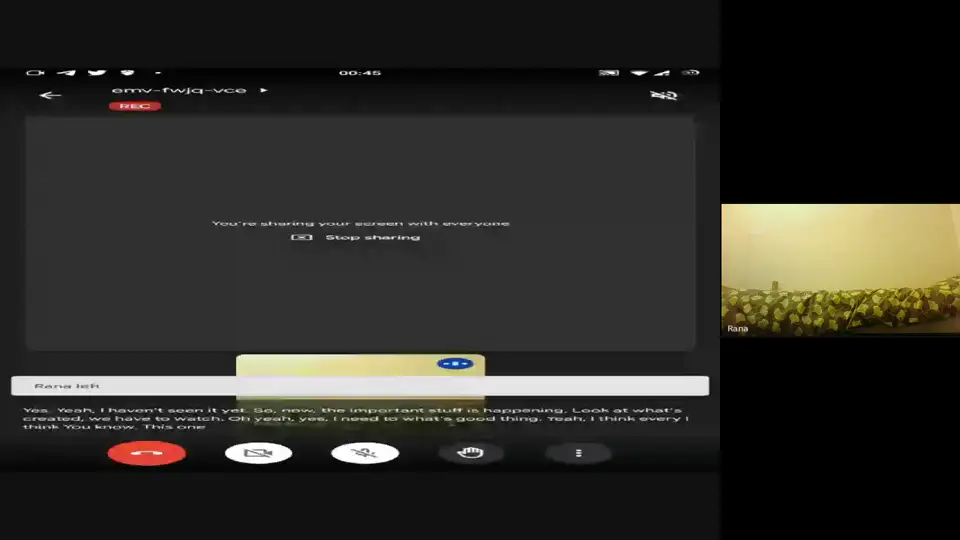 00:45
emv-fwjq-vce
REC
You're sharing your screen with everyone
Stop sharing
Rana left
Yes. Yeah, I haven't seen it yet. So, now, the important stuff is happening. Look at what's
created, we have to watch. Oh yeah, yes, I need to what's good thing. Yeah, I think every I
think You know. This one
Rana